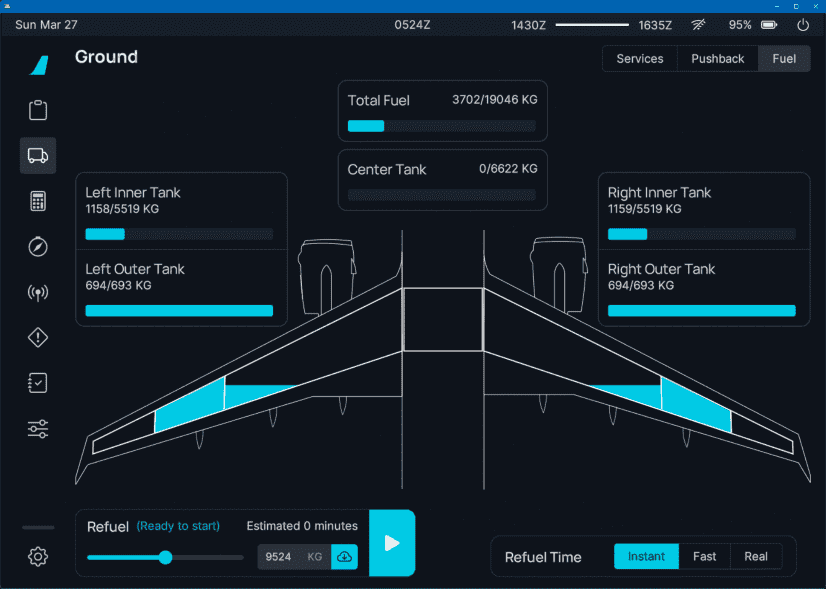 Sun Mar 27
0524Z
1430Z
1635Z
95%
Ground
Services
Pushback
Fuel
Total Fuel
3702/19046 KG
Center Tank
0/6622 KG
Left Inner Tank
1158/5519 KG
Left Outer Tank
694/693 KG
Right Inner Tank
1159/5519 KG
Right Outer Tank
694/693 KG
Refuel (Ready to start)
Estimated 0 minutes
9524 KG
Refuel Time
Instant
Fast
Real